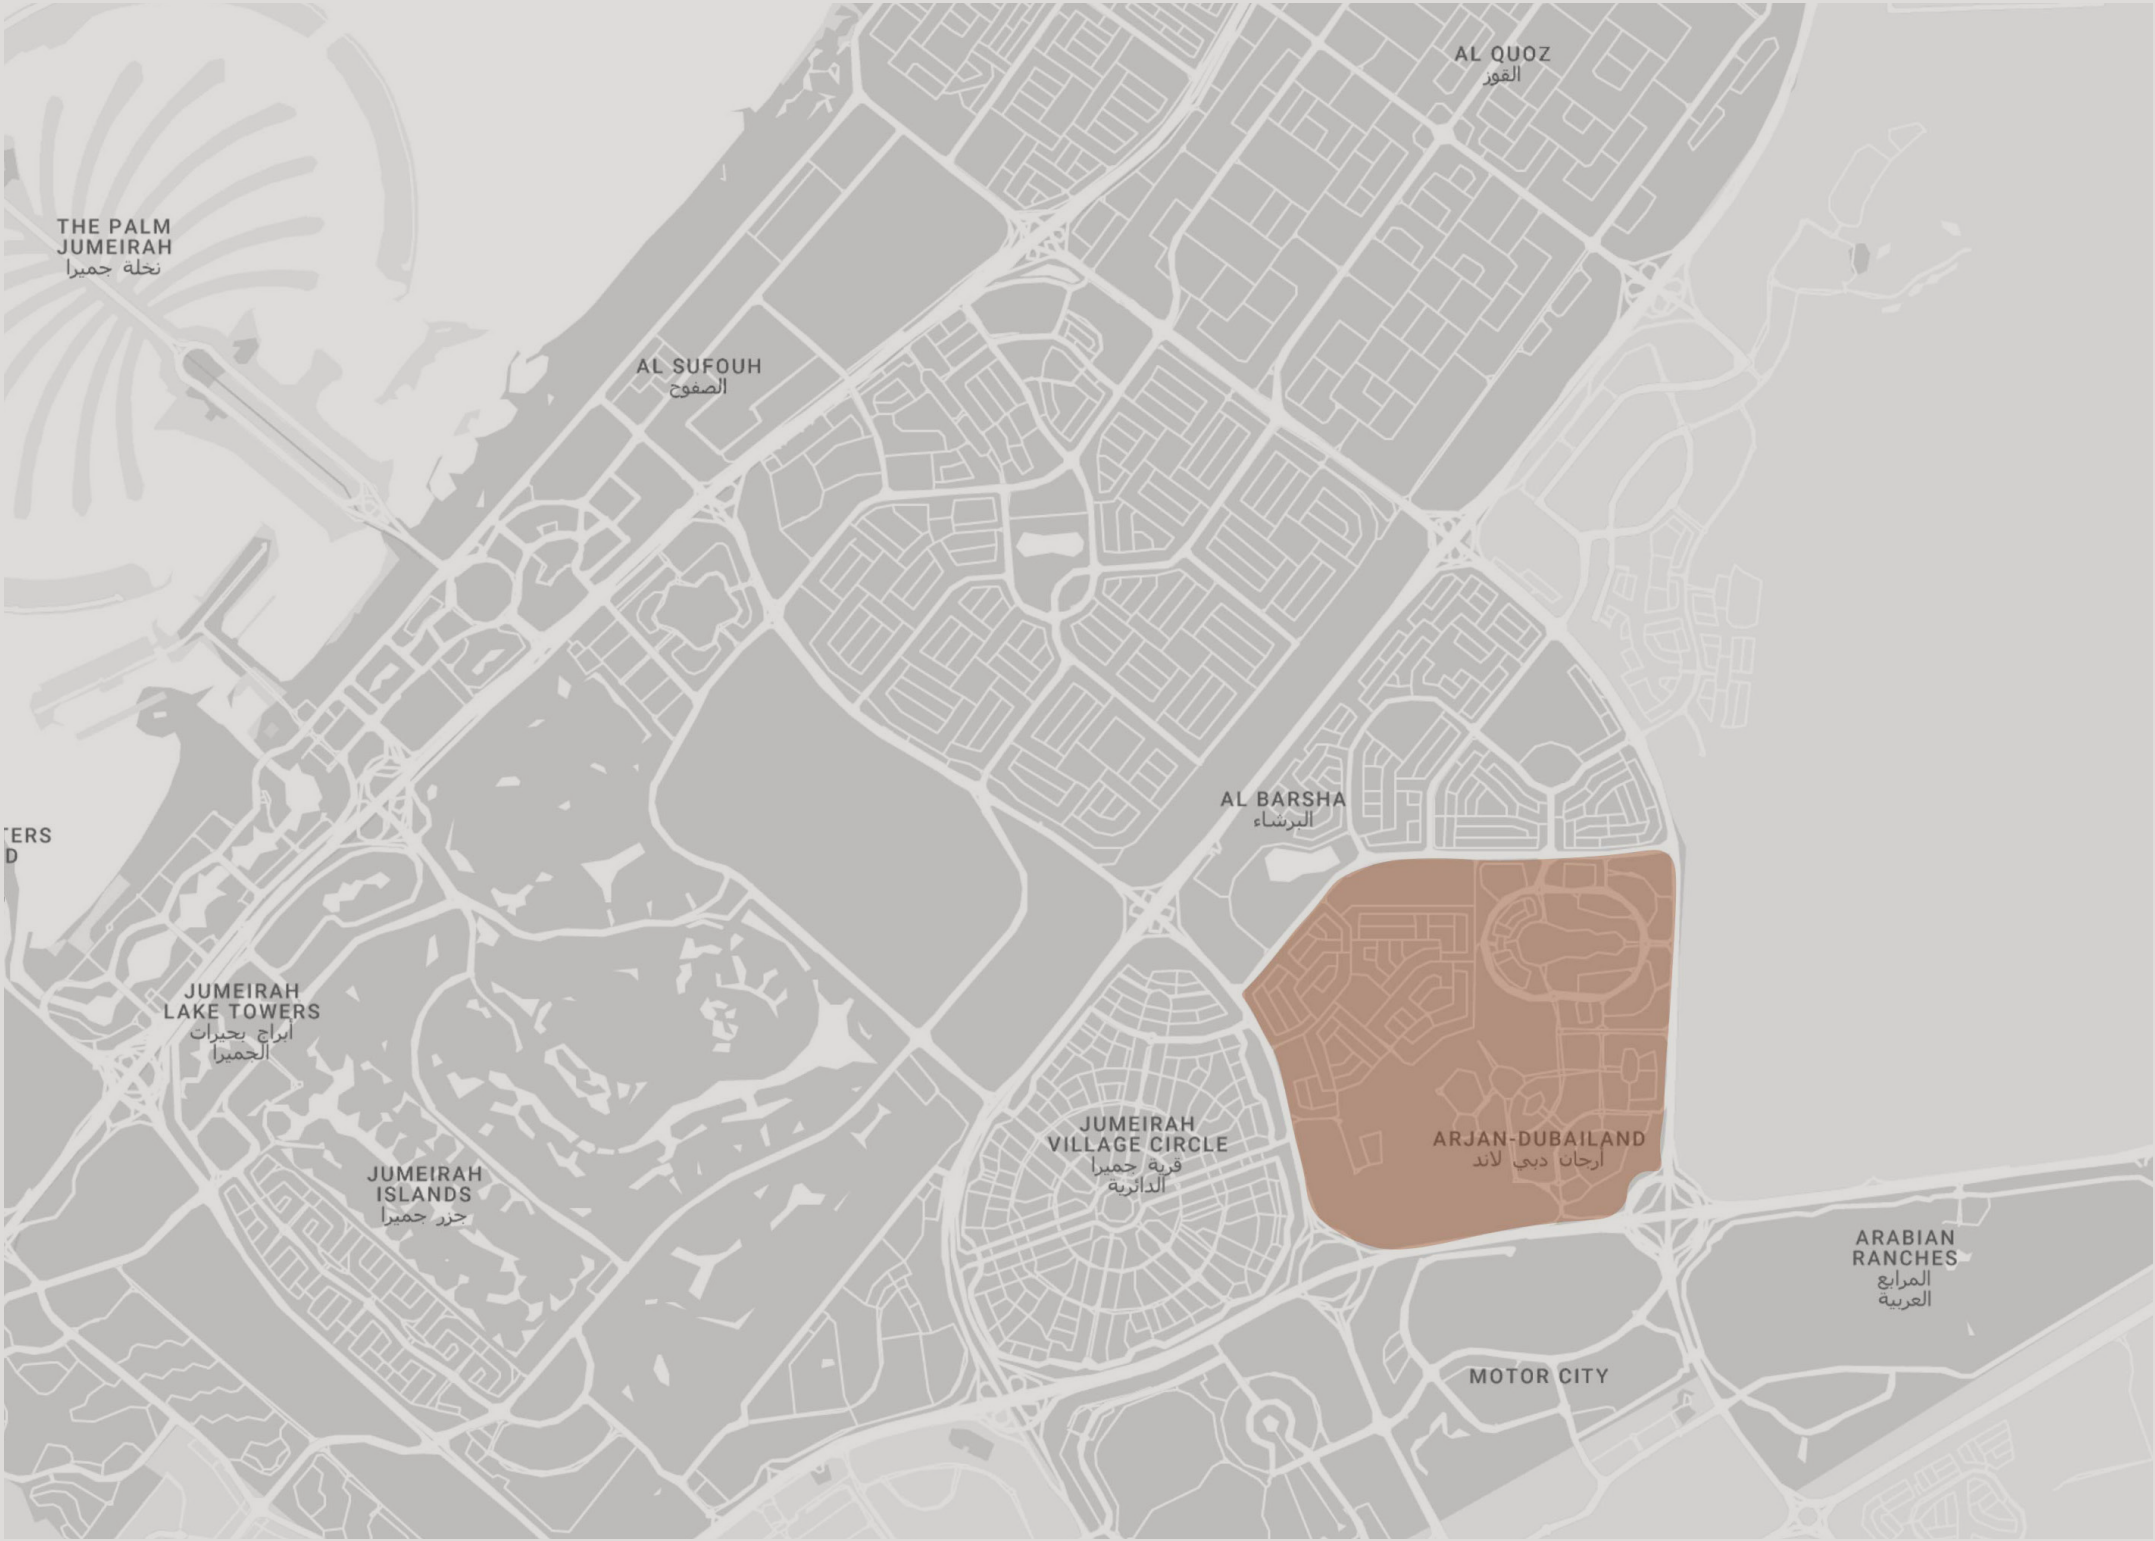 AL QUOZ
القوز
THE PALM
JUMEIRAH
نخلة جميرا
AL SUFOUH
الصفوح
AL BARSHA
البرشاء
TERS
D
JUMEIRAH
LAKE TOWERS
أبراج بحيرات
الجميرا
JUMEIRAH
VILLAGE CIRCLE
قرية جميرا
الدائرية
ARJAN-DUBAILAND
أرجان دبي لاند
JUMEIRAH
ISLANDS
جزر جميرا
ARABIAN
RANCHES
المرابع
العربية
MOTOR CITY